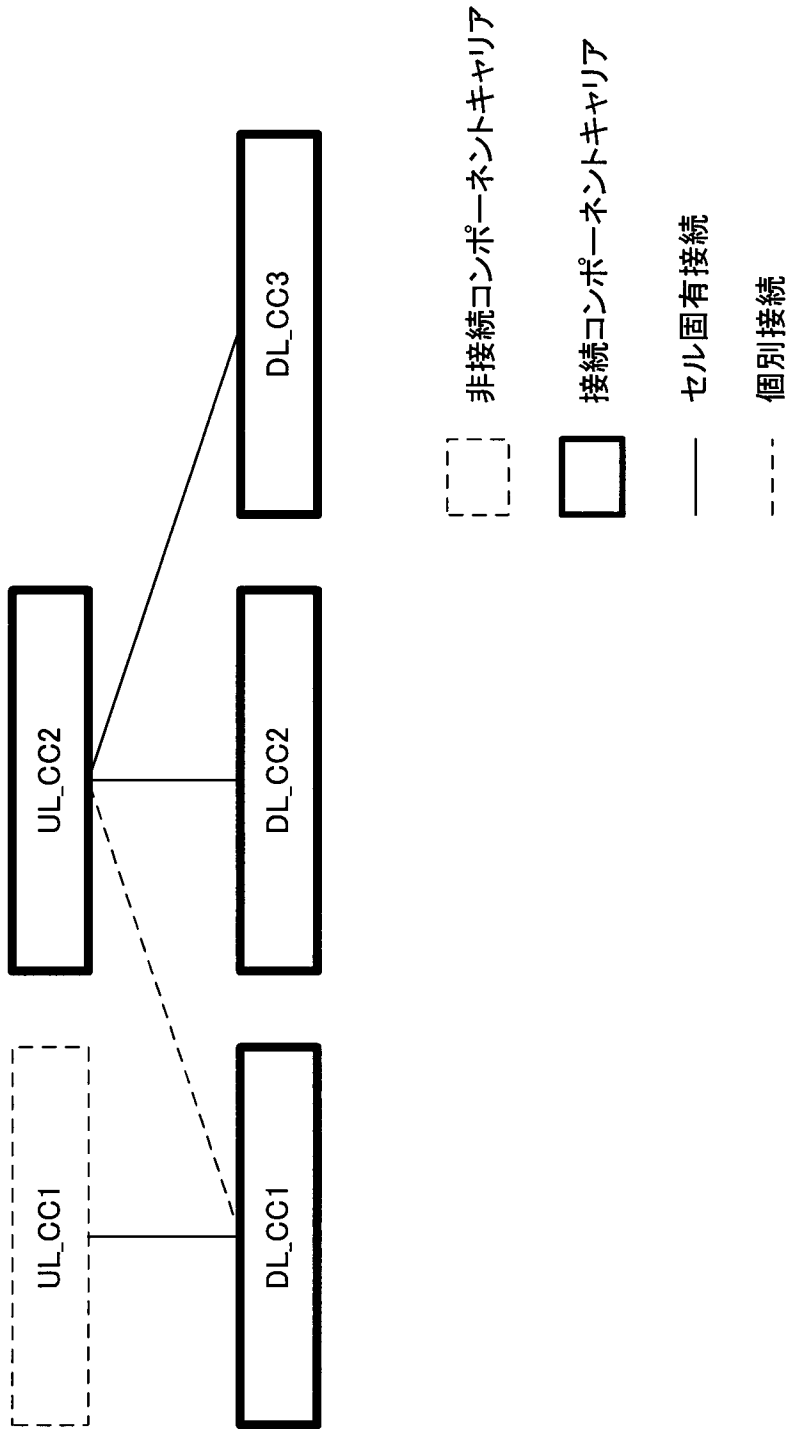 UL_CC1
UL_CC2
DL_CC1
DL_CC2
DL_CC3
非接続コンポーネントキャリア
接続コンポーネントキャリア
セル固有接続
個別接続